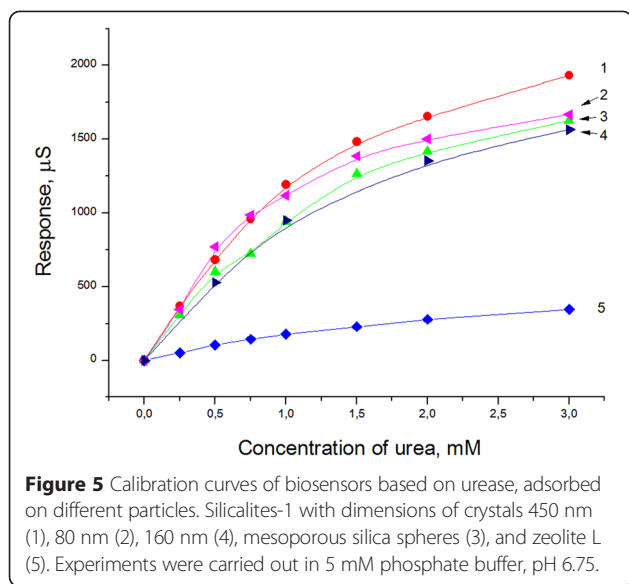 2000
1500
1000
500
0
Response, µS
1
2
3
4
5
0,0 0,5 1,0 1,5 2,0 2,5 3,0
Concentration of urea, mM
Figure 5 Calibration curves of biosensors based on urease, adsorbed
on different particles. Silicalites-1 with dimensions of crystals 450 nm
(1), 80 nm (2), 160 nm (4), mesoporous silica spheres (3), and zeolite L
(5). Experiments were carried out in 5 mM phosphate buffer, pH 6.75.